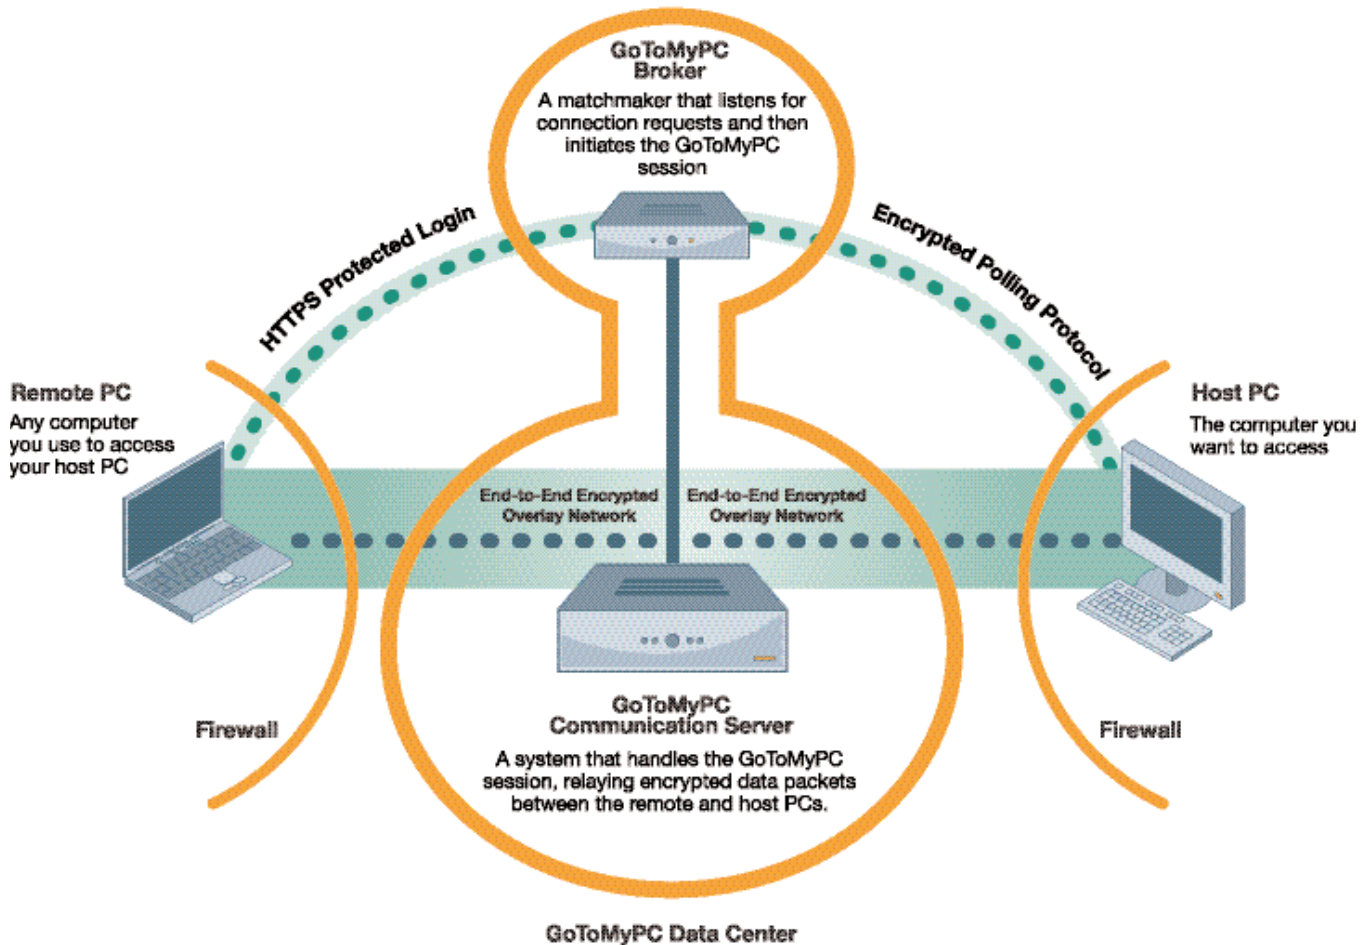 GoToMyPC
Broker
A matchmaker that listens for
connection requests and then
initiates the GoToMyPC
session
HTTPS Protected Login
Encrypted Polling Protocol
Remote PC
Any computer
you use to access
your host PC
Host PC
The computer you
want to access
End-to-End Encrypted
Overlay Network
End-to-End Encrypted
Overlay Network
Firewall
GoToMyPC
Communication Server
A system that handles the GoToMyPC
session, relaying encrypted data packets
between the remote and host PCs.
Firewall
GoToMyPC Data Center